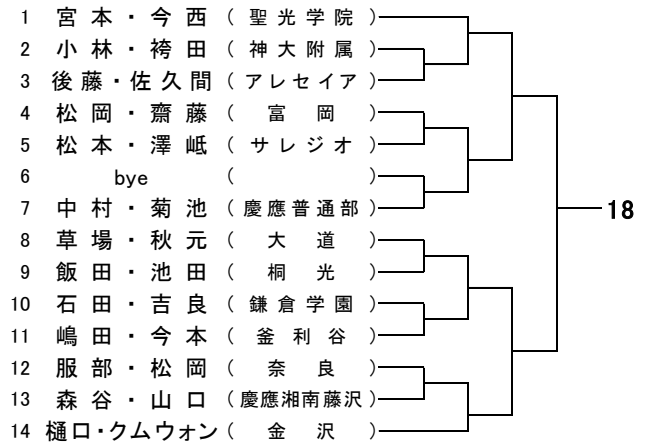 1 宮本・今西 (聖光学院)
2 小林・袴田 (神大附属)
3 後藤・佐久間 (アレセイア)
4 松岡・齋藤 (富岡)
5 松本・澤岻 (サレジオ)
6 bye ( )
7 中村・菊池 (慶應普通部)
18
8 草場・秋元 (大道)
9 飯田・池田 (桐光)
10 石田・吉良 (鎌倉学園)
11 嶋田・今本 (釜利谷)
12 服部・松岡 (奈良)
13 森谷・山口 (慶應湘南藤沢)
14 樋口・クムウォン (金沢)